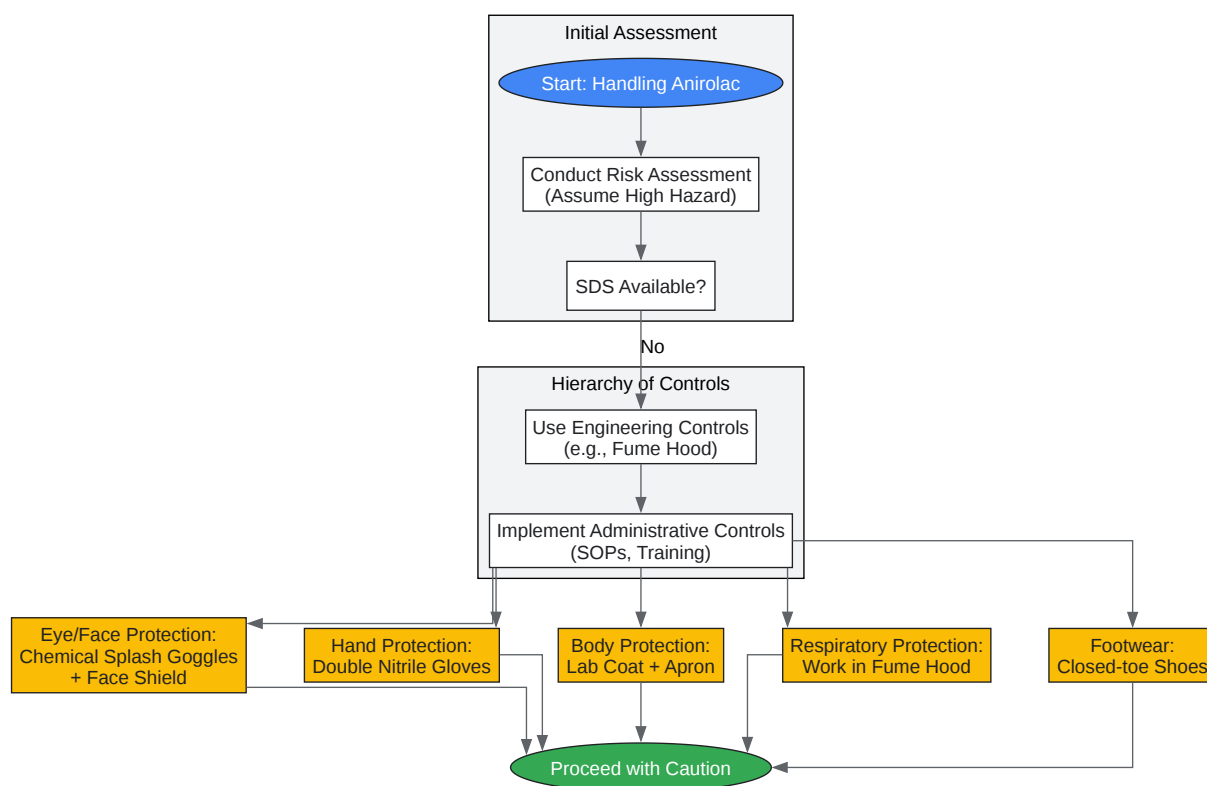 Initial Assessment
Start: Handling Anirolac
Conduct Risk Assessment
(Assume High Hazard)
SDS Available?
No
Hierarchy of Controls
Use Engineering Controls
(e.g., Fume Hood)
Implement Administrative Controls
(SOPs, Training)
Eye/Face Protection:
Chemical Splash Goggles
+ Face Shield
Hand Protection:
Double Nitrile Gloves
Body Protection:
Lab Coat + Apron
Respiratory Protection:
Work in Fume Hood
Footwear:
Closed-toe Shoes
Proceed with Caution